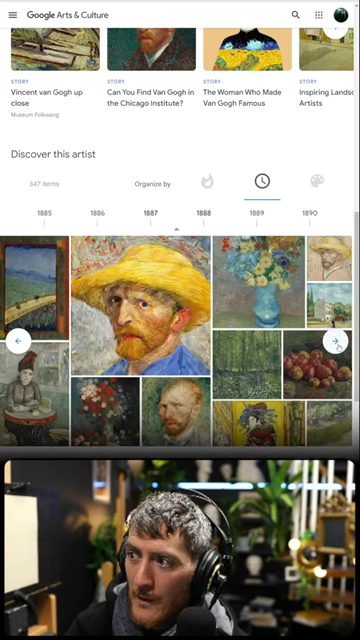 Google Arts & Culture
STORY
Vincent van Gogh up close
Museum Folkwang
STORY
Can You Find Van Gogh in the Chicago Institute?
STORY
The Woman Who Made Van Gogh Famous
STORY
Inspiring
Artists
Discover this artist
347 items
Organize by
1885
1886
1887
1888
1889
1890